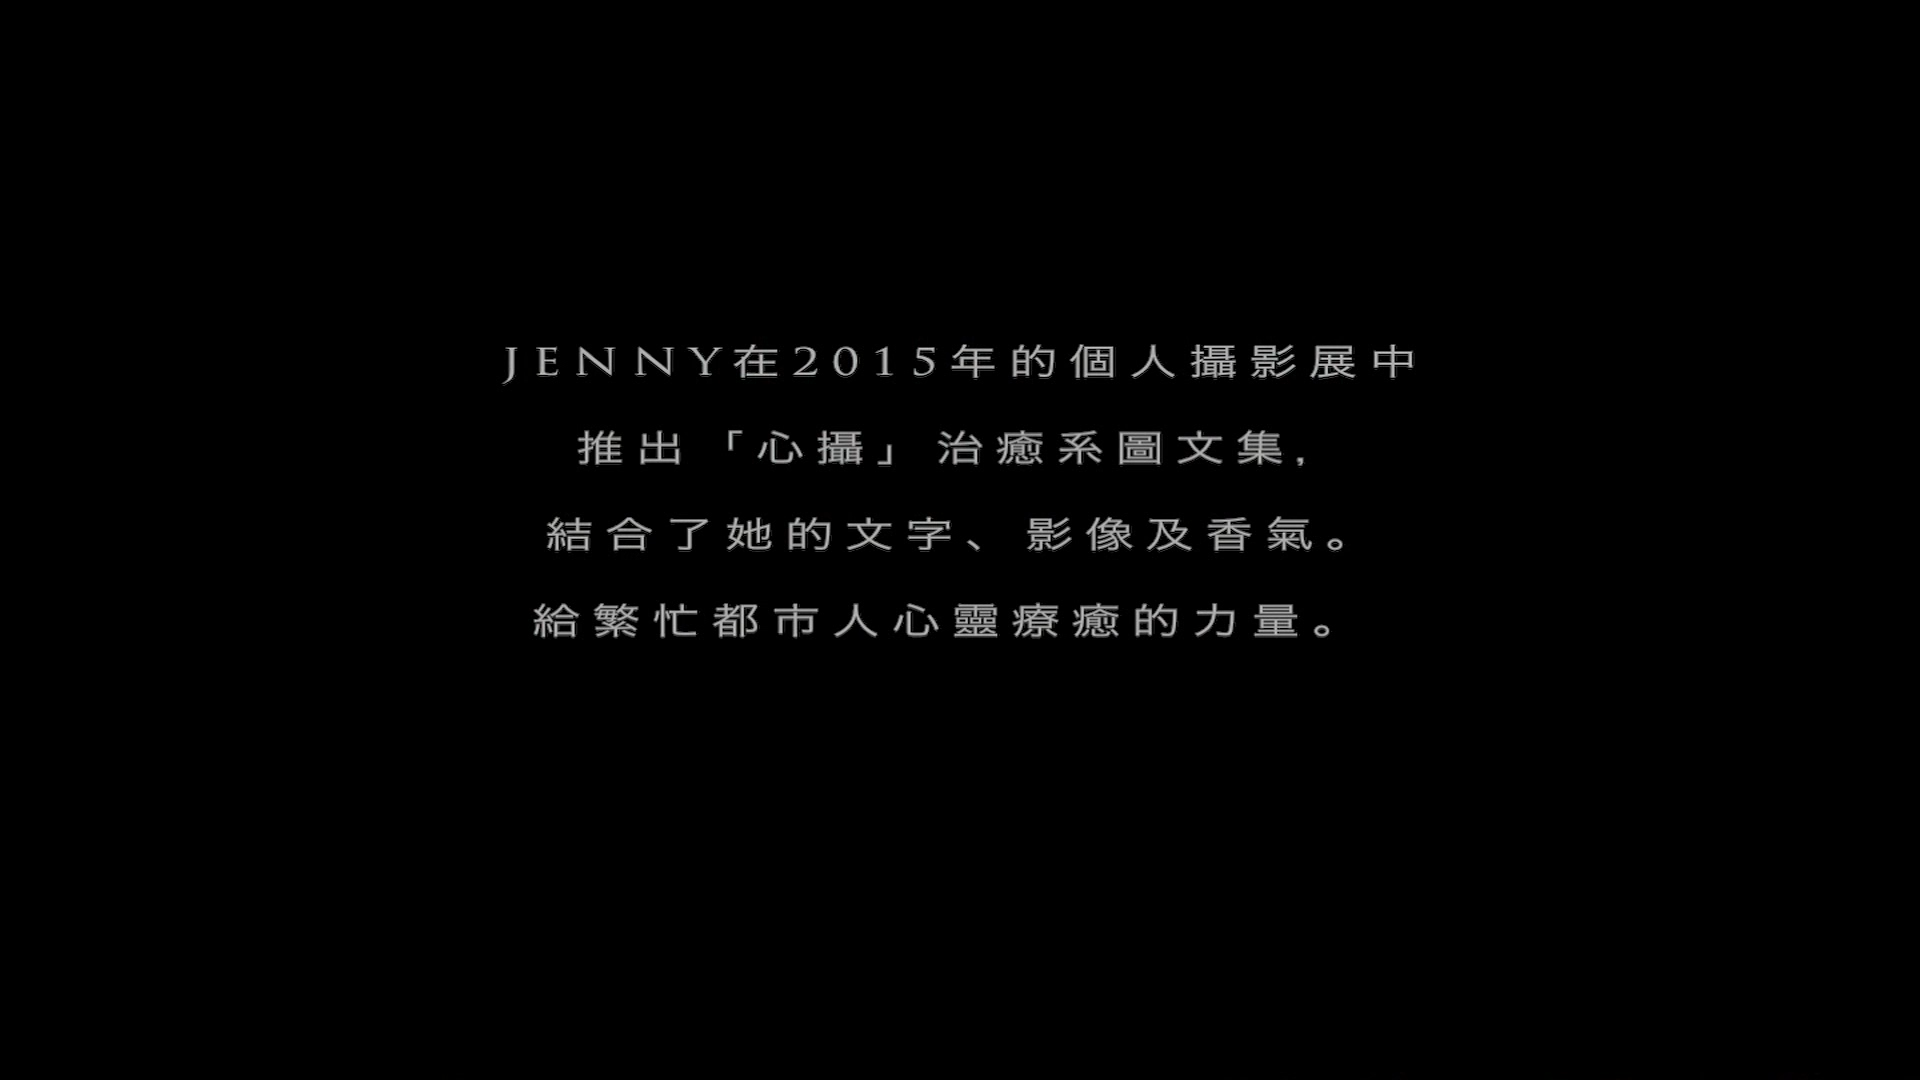 JENNY在2015年的個人攝影展中
推出「心攝」治癒系圖文集,
結合了她的文字、影像及香氣。
給繁忙都市人心靈療癒的力量。